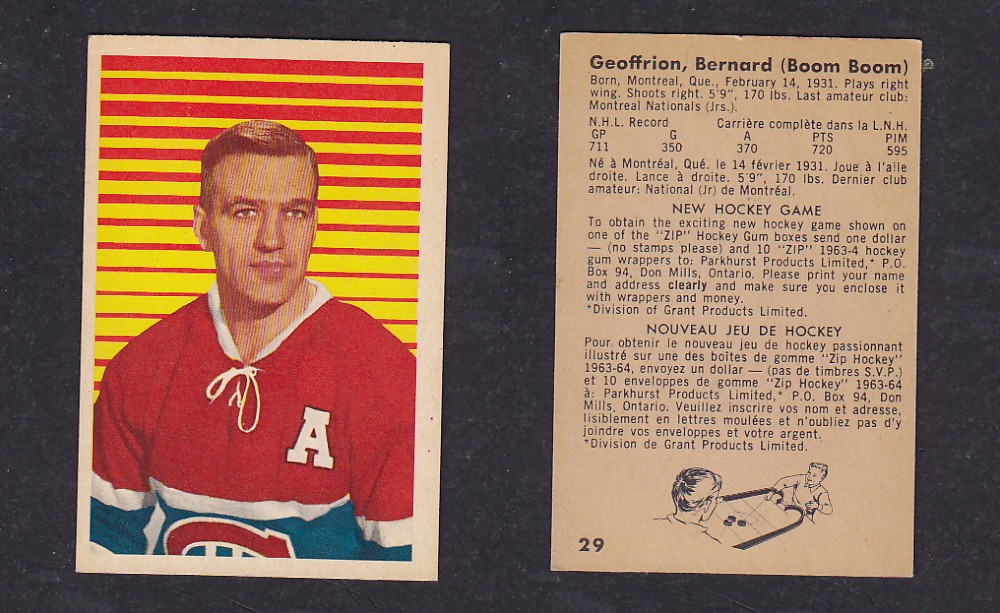 A
Geoffrion, Bernard (Boom Boom)
Born, Montreal, Que., February 14, 1931. Plays right
wing. Shoots right. 5'9", 170 lbs. Last amateur club:
Montreal Nationals (Jrs.).
N.H.L. Record Carrière complète dans la L.N.H.
GP G A PTS PIM
711 350 370 720 595
Né à Montréal, Qué. le 14 février 1931. Joue à l'aile
droite. Lance à droite. 5'9", 170 lbs. Dernier club
amateur: National (Jr) de Montréal.
NEW HOCKEY GAME
To obtain the exciting new hockey game shown on
one of the "ZIP" Hockey Gum boxes send one dollar
— (no stamps please) and 10 "ZIP" 1963-4 hockey
gum wrappers to: Parkhurst Products Limited,* P.O.
Box 94, Don Mills, Ontario. Please print your name
and address clearly and make sure you enclose it
with wrappers and money.
*Division of Grant Products Limited.
NOUVEAU JEU DE HOCKEY
Pour obtenir le nouveau jeu de hockey passionnant
illustré sur une des boîtes de gomme "Zip Hockey"
1963-64, envoyez un dollar — (pas de timbres S.V.P.)
et 10 enveloppes de gomme "Zip Hockey" 1963-64
à: Parkhurst Products Limited,* P.O. Box 94, Don
Mills, Ontario. Veuillez inscrire vos nom et adresse,
lisiblement en lettres moulées et n'oubliez pas d'y
joindre vos enveloppes et votre argent.
*Division de Grant Products Limited.
29